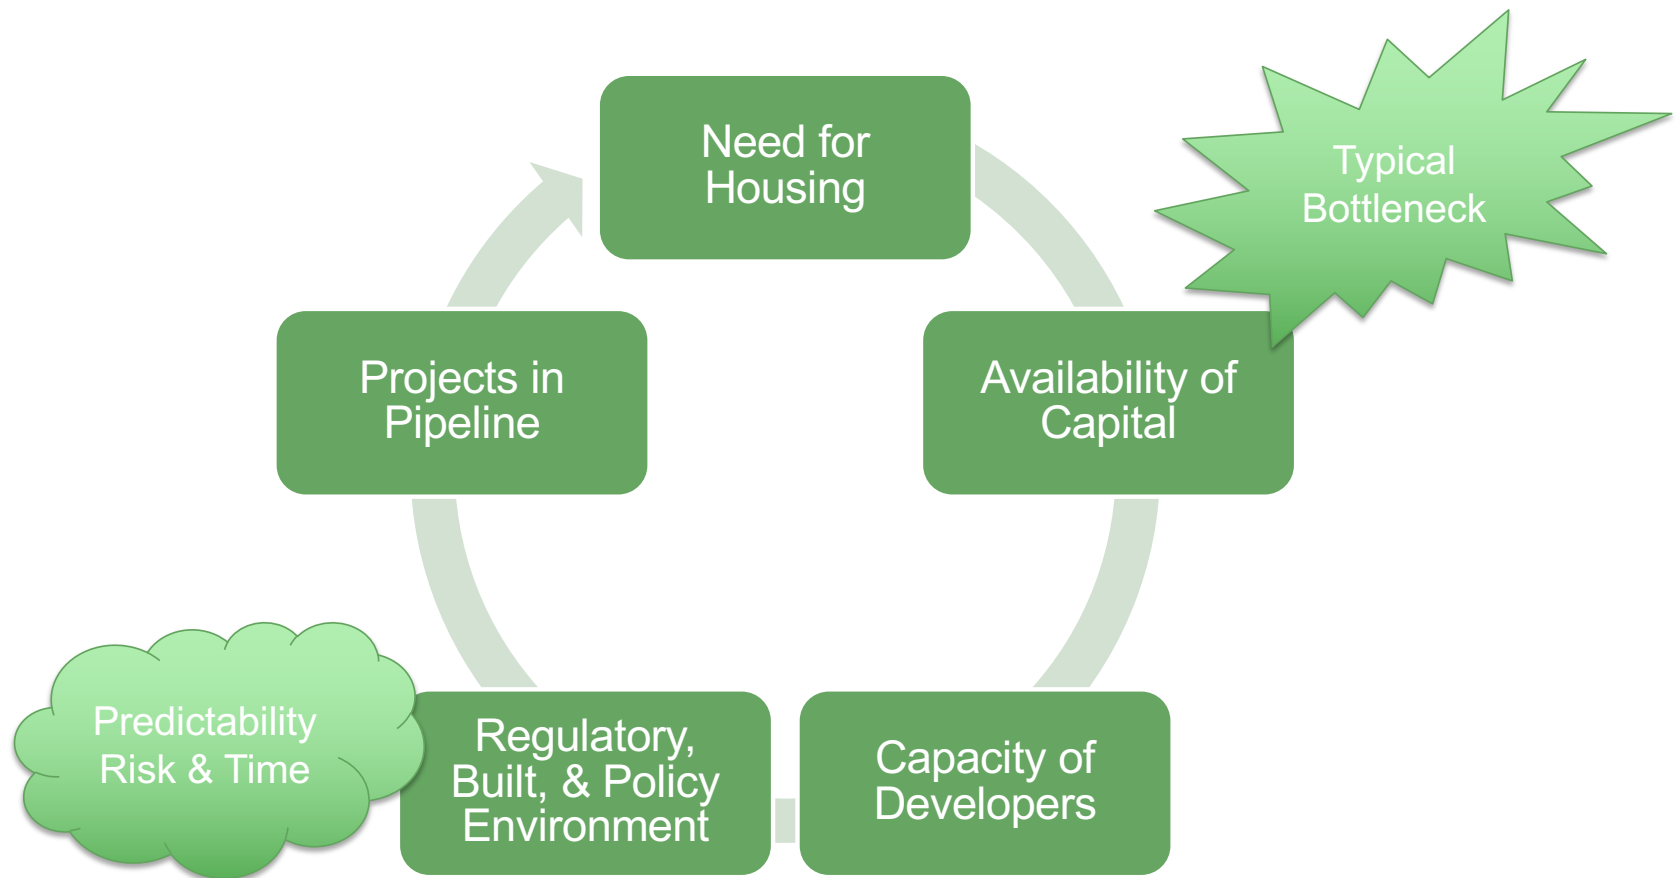 Need for
Housing
Typical
Bottleneck
Availability of
Capital
Capacity of
Developers
Regulatory,
Built, & Policy
Environment
Predictability
Risk & Time
Projects in
Pipeline